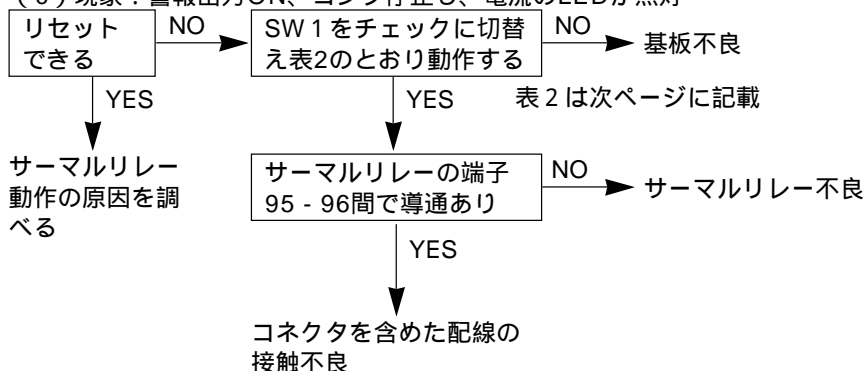 リセット
できる
NO
SW 1 をチェックに切替
え表2のとおり動作する
NO
基板不良
YES
YES
表 2 は次ページに記載
サーマルリレー
動作の原因を調
べる
サーマルリレーの端子
95 - 96間で導通あり
NO
サーマルリレー不良
YES
コネクタを含めた配線の
接触不良